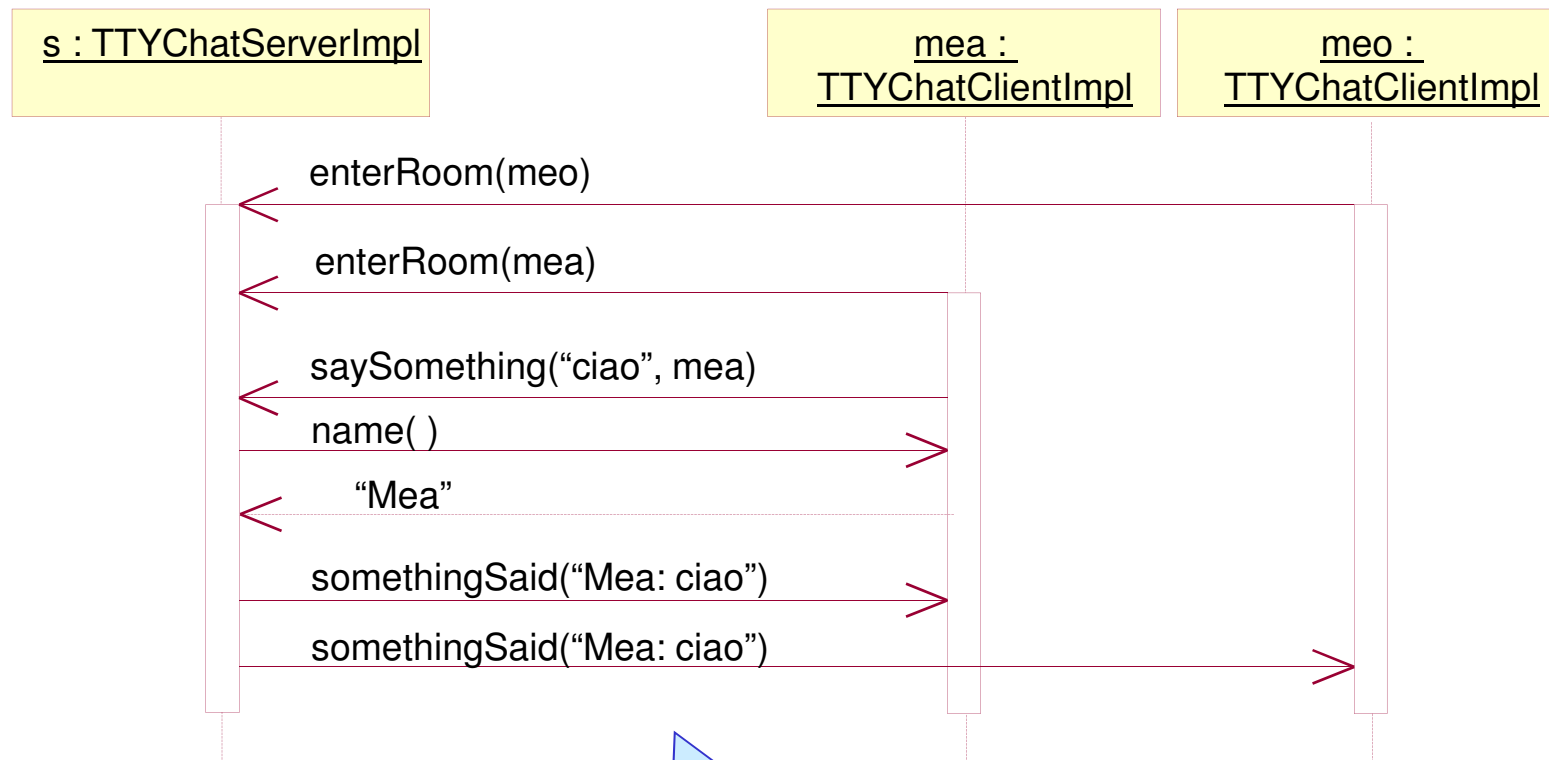 s : TTYChatServerImpl
mea :
TTYChatClientImpl
meo :
TTYChatClientImpl
enterRoom(meo)
enterRoom(mea)
saySomething(“ciao”, mea)
name( )
“Mea”
somethingSaid(“Mea: ciao”)
somethingSaid(“Mea: ciao”)